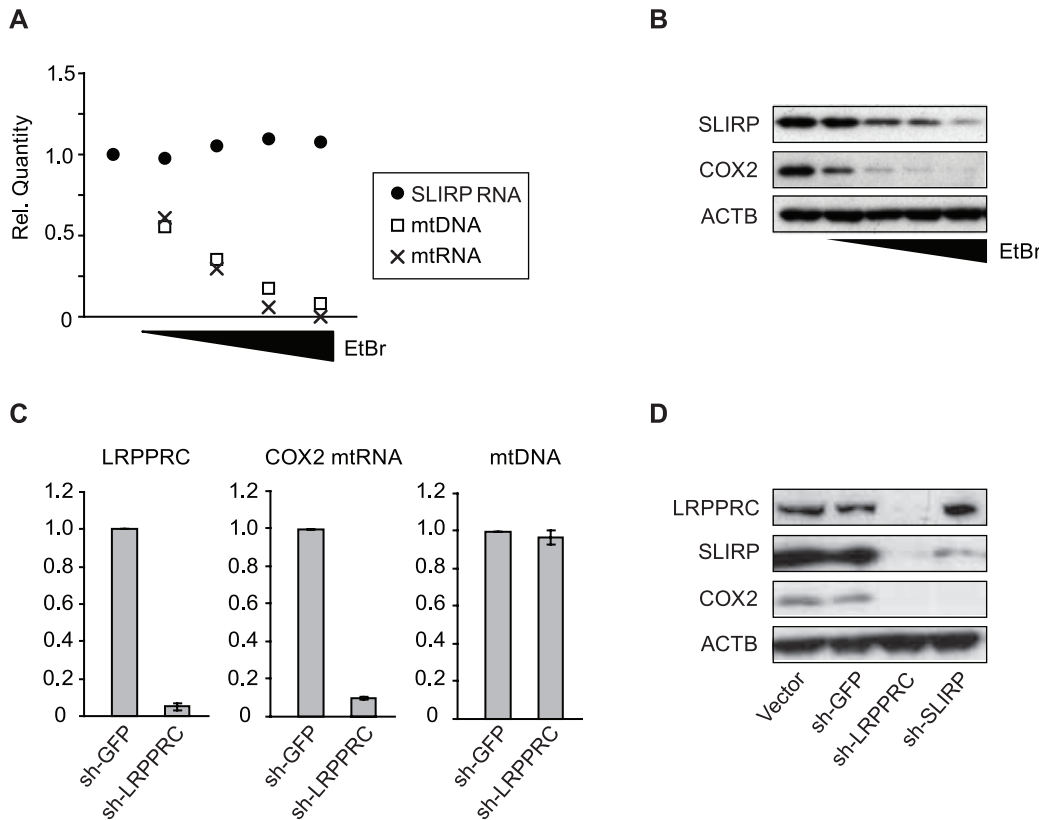 A
1.5
1.0
0.5
0
Rel. Quantity
SLIRP RNA
mtDNA
mtRNA
EtBr
B
SLIRP
COX2
ACTB
EtBr
C
LRPPRC
1.2
1.0
0.8
0.6
0.4
0.2
0
sh-GFP
sh-LRPPRC
COX2 mtRNA
1.2
1.0
0.8
0.6
0.4
0.2
0
sh-GFP
sh-LRPPRC
mtDNA
1.2
1.0
0.8
0.6
0.4
0.2
0
sh-GFP
sh-LRPPRC
D
LRPPRC
SLIRP
COX2
ACTB
Vector
sh-GFP
sh-LRPPRC
sh-SLIRP